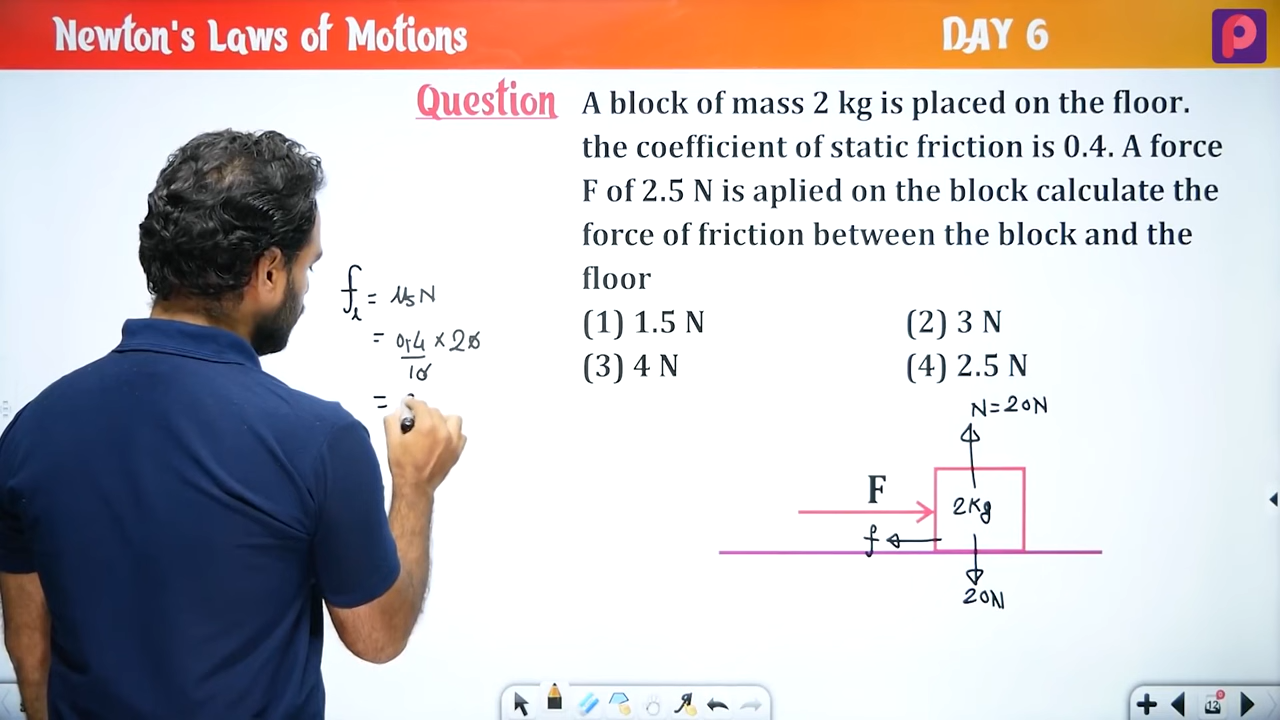 Newton's Laws of Motions
DAY 6
Question
A block of mass 2 kg is placed on the floor.
the coefficient of static friction is 0.4. A force
F of 2.5 N is aplied on the block calculate the
force of friction between the block and the
floor
(1) 1.5 N
(2) 3 N
(3) 4 N
(4) 2.5 N
fₗ = μₛN
= 0,4 × 20
10
=
N=20N
F
2Kg
f
20N
12